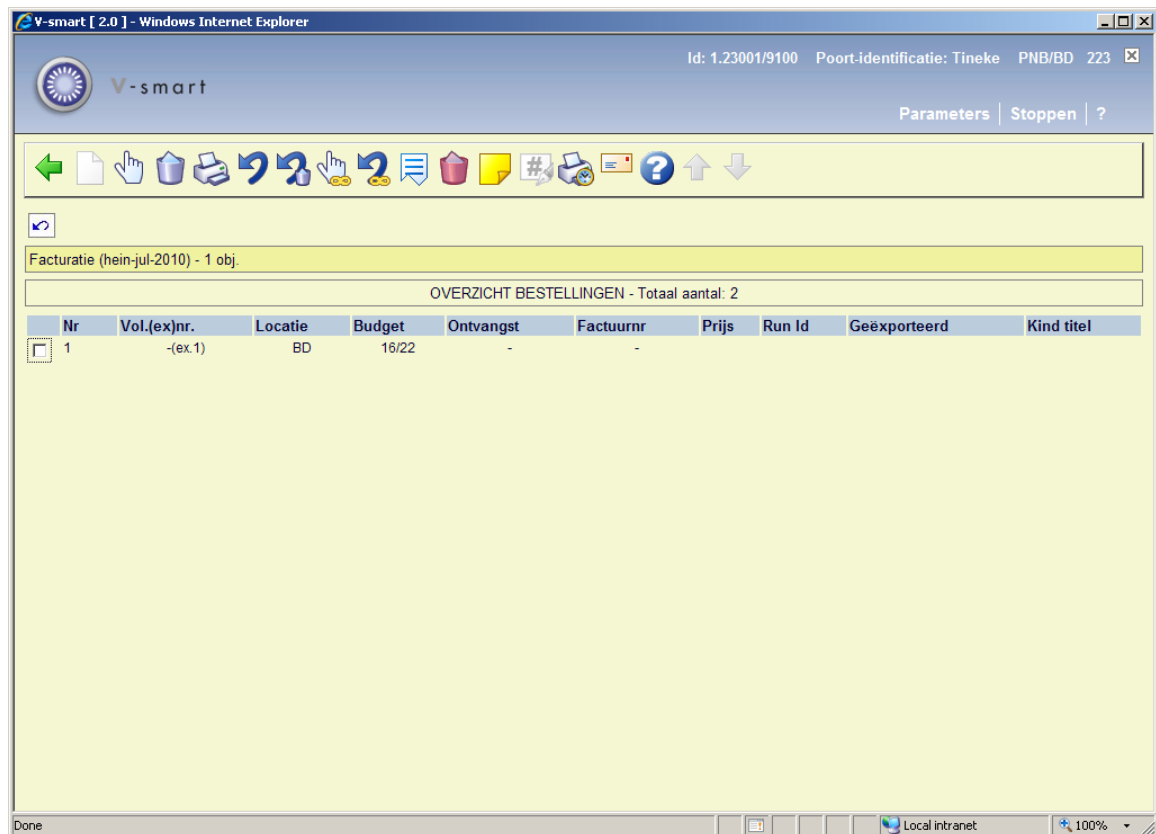 V-smart [ 2.0 ] - Windows Internet Explorer
Id: 1.23001/9100 Poort-identificatie: Tineke PNB/BD 223
V-smart
Parameters Stoppen ?
Facturatie (hein-jul-2010) - 1 obj.
OVERZICHT BESTELLINGEN - Totaal aantal: 2
Nr Vol.(ex)nr. Locatie Budget Ontvangst Factuurnr Prijs Run Id Geëxporteerd Kind titel
1 -(ex.1) BD 16/22 - -
Done Local intranet 100%